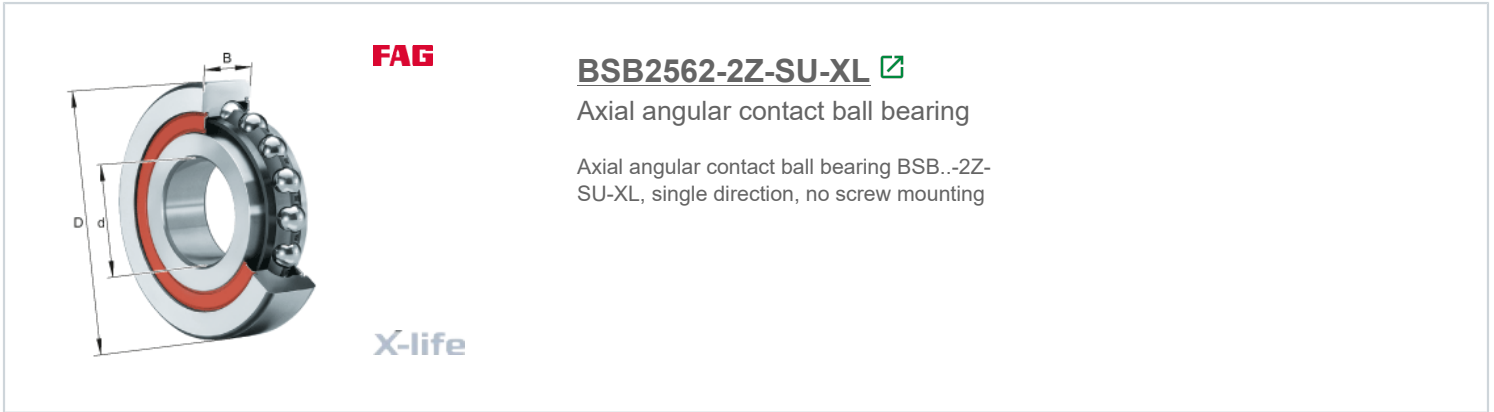 B
D
d
FAG
X-life
BSB2562-2Z-SU-XL
Axial angular contact ball bearing
Axial angular contact ball bearing BSB..-2Z-
SU-XL, single direction, no screw mounting